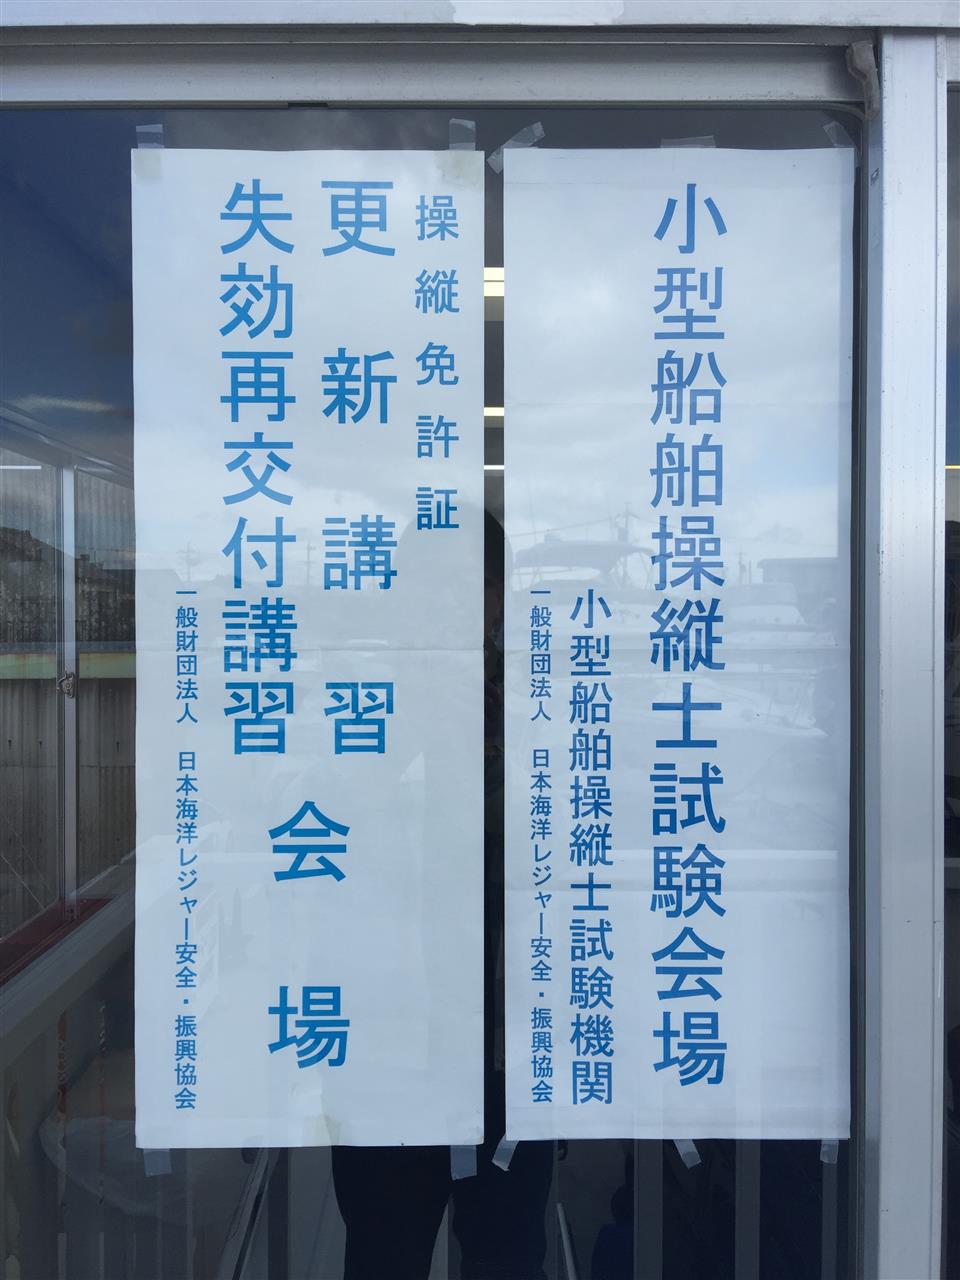 小型船舶操縦士試験会場
小型船舶操縦士試験機関
一般財団法人 日本海洋レジャー安全・振興協会
操縦免許証
更新講習
失効再交付講習
会場
一般財団法人 日本海洋レジャー安全・振興協会